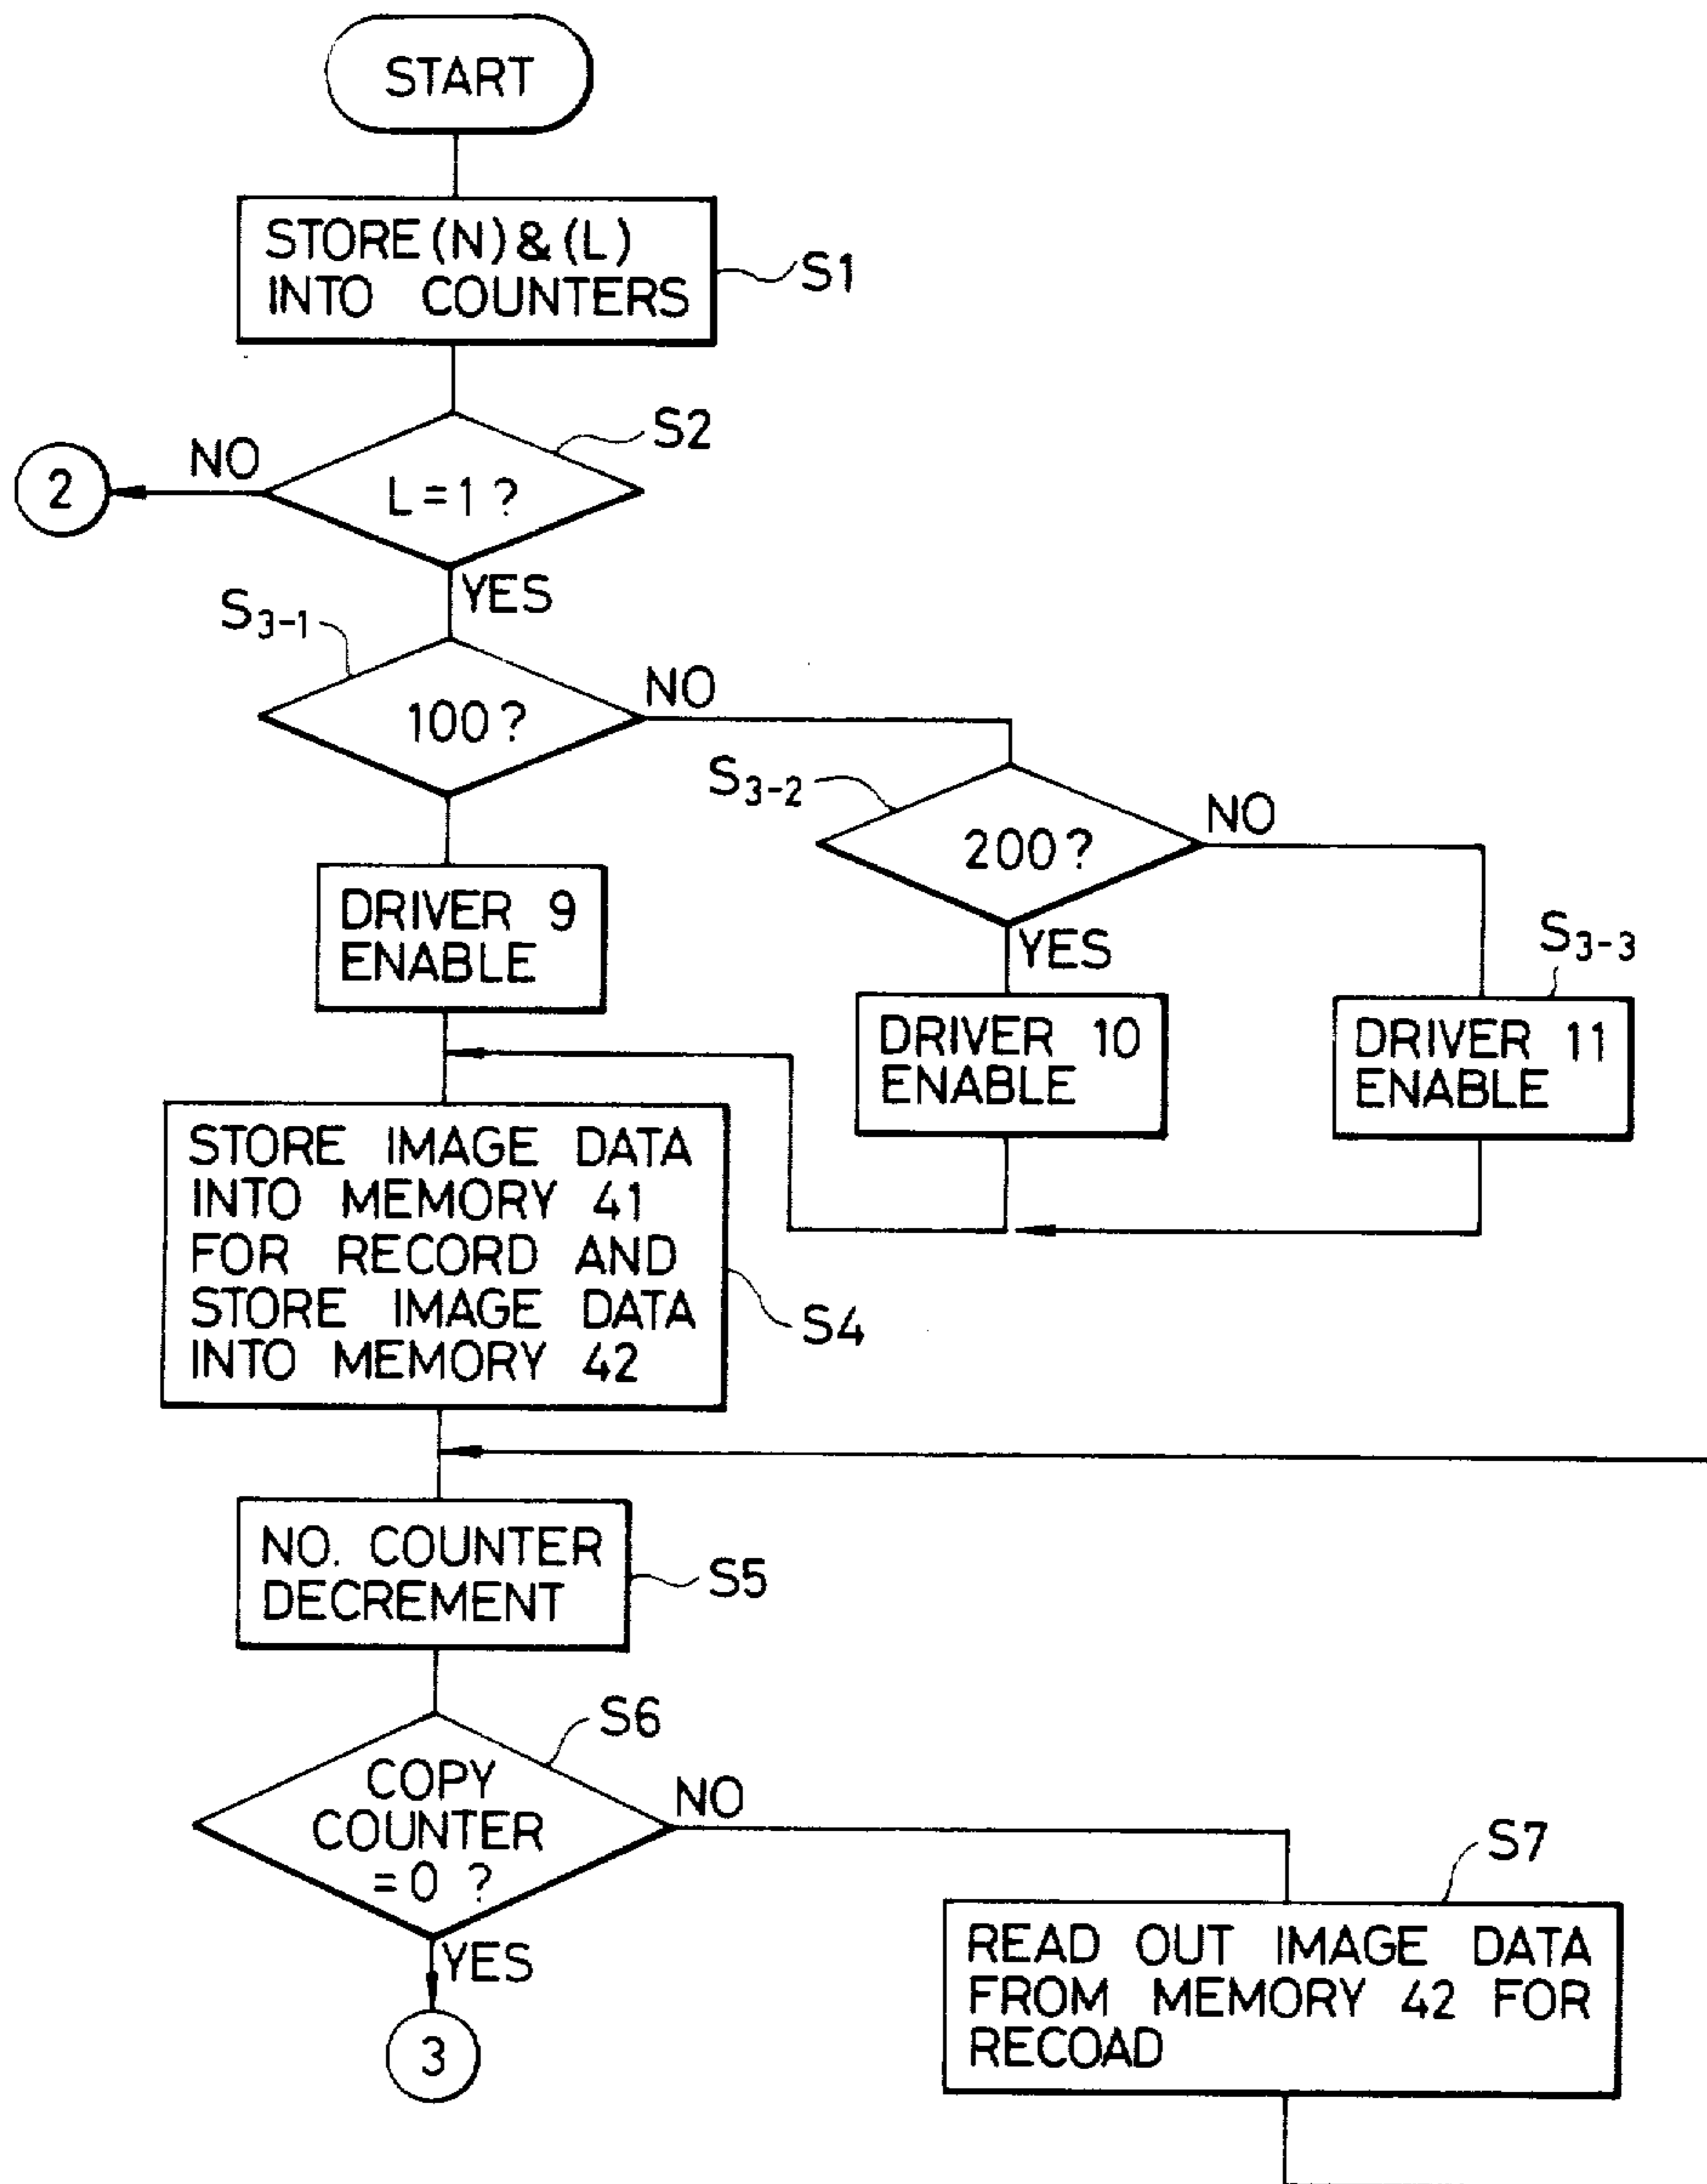 START
STORE (N) & (L)
INTO COUNTERS
S1
S2
NO
2
L=1 ?
YES
S3-1
100 ?
NO
S3-2
200 ?
NO
DRIVER 9
ENABLE
YES
S3-3
DRIVER 10
ENABLE
DRIVER 11
ENABLE
STORE IMAGE DATA
INTO MEMORY 41
FOR RECORD AND
STORE IMAGE DATA
INTO MEMORY 42
S4
NO. COUNTER
DECREMENT
S5
S6
COPY
COUNTER
=0 ?
NO
YES
3
S7
READ OUT IMAGE DATA
FROM MEMORY 42 FOR
RECOAD